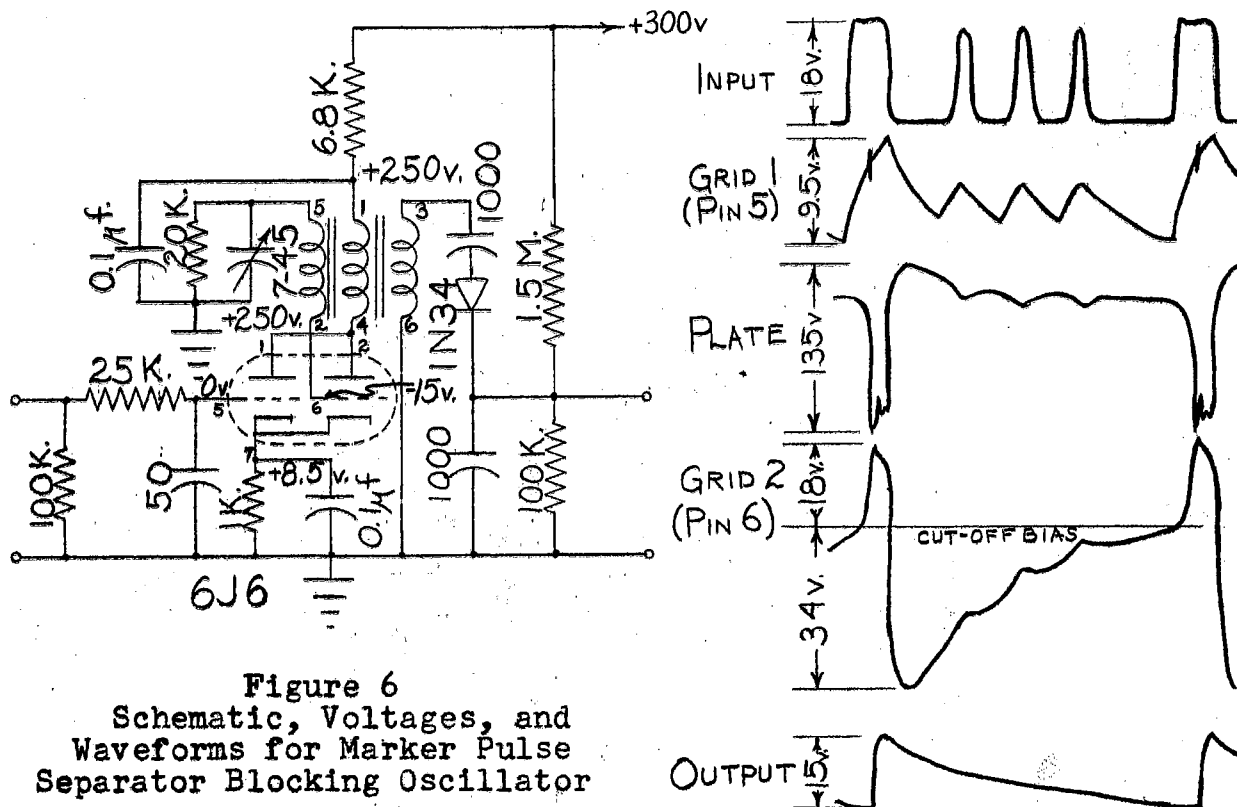 +300v
6.8K.
+250v.
1000
0.1μf.
20K.
7-45
5
1
3
1.5M.
+250v.
2
4
6
1N34
1
2
25K.
0v.
5
6
-15v.
100K.
50
7
+8.5v.
1K.
0.1μf
1000
100K.
6J6
Figure 6
Schematic, Voltages, and
Waveforms for Marker Pulse
Separator Blocking Oscillator
INPUT
18v.
GRID 1
(PIN 5)
9.5v.
PLATE
135v
GRID 2
(PIN 6)
18v.
CUT-OFF BIAS
34v.
OUTPUT
15v.